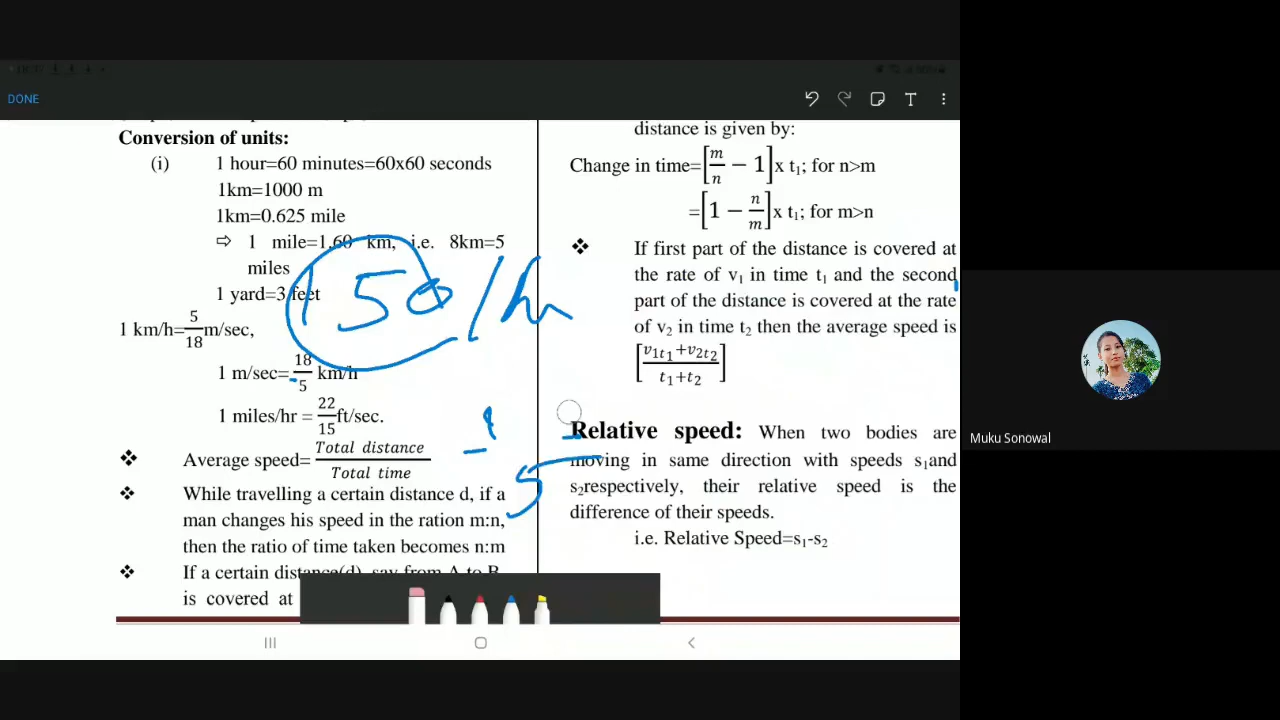 DONE
T
Conversion of units:
(i) 1 hour=60 minutes=60x60 seconds
1km=1000 m
1km=0.625 mile
⇨ 1 mile=1.60 km, i.e. 8km=5
miles
1 yard=3 feet
1 km/h=5/18 m/sec,
1 m/sec=18/5 km/h
1 miles/hr = 22/15 ft/sec.
❖ Average speed= Total distance / Total time
❖ While travelling a certain distance d, if a
man changes his speed in the ration m:n,
then the ratio of time taken becomes n:m
❖ If a certain distance(d), say from A to B,
is covered at
150/hr
5
distance is given by:
Change in time=[m/n − 1] x t₁; for n>m
=[1 − n/m] x t₁; for m>n
❖ If first part of the distance is covered at
the rate of v₁ in time t₁ and the second
part of the distance is covered at the rate
of v₂ in time t₂ then the average speed is
[v₁t₁+v₂t₂ / t₁+t₂]
Relative speed: When two bodies are
moving in same direction with speeds s₁and
s₂respectively, their relative speed is the
difference of their speeds.
i.e. Relative Speed=s₁-s₂
Muku Sonowal